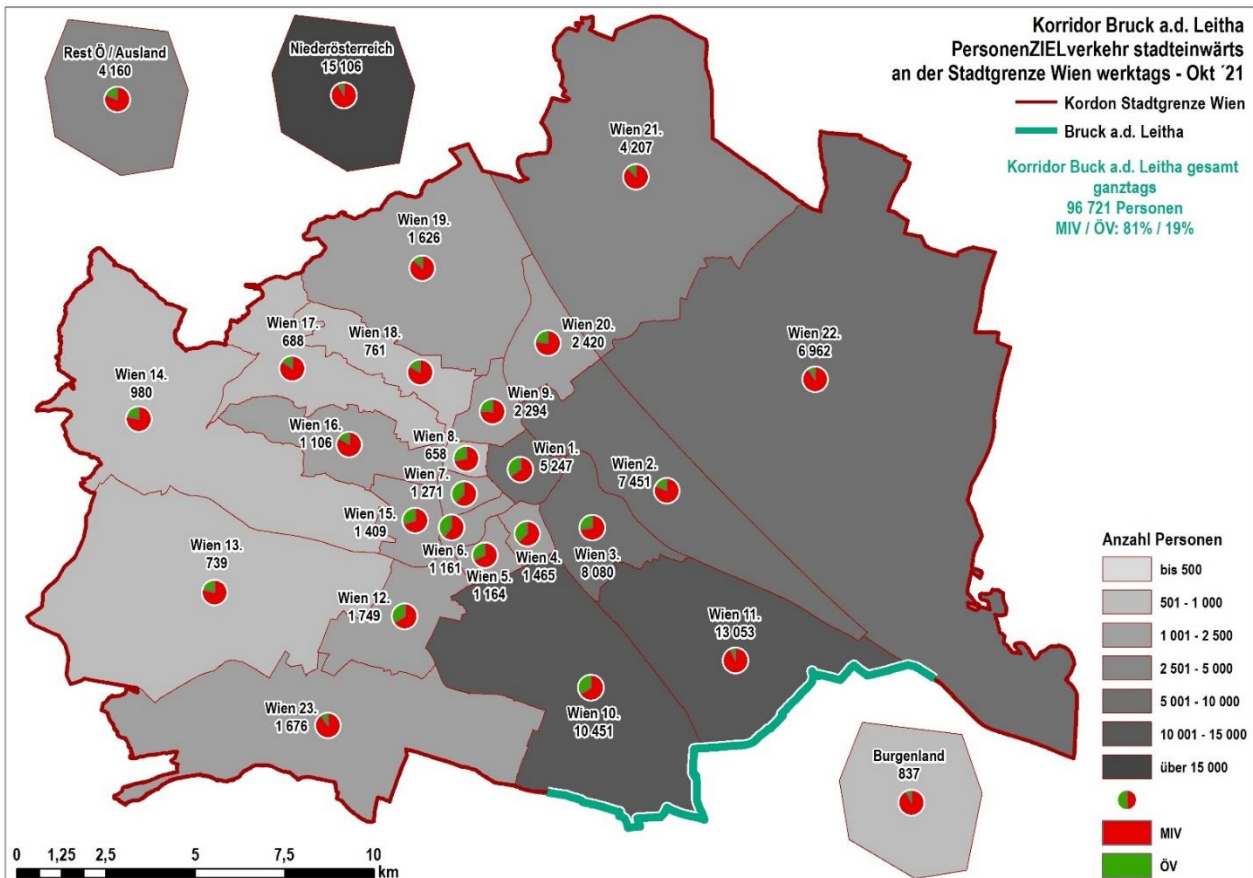 Korridor Bruck a.d. Leitha
PersonenZIELverkehr stadteinwärts
an der Stadtgrenze Wien werktags - Okt ´21
Kordon Stadtgrenze Wien
Bruck a.d. Leitha
Korridor Buck a.d. Leitha gesamt
ganztags
96 721 Personen
MIV / ÖV: 81% / 19%
Rest Ö / Ausland
4 160
Niederösterreich
15 106
Wien 21.
4 207
Wien 19.
1 626
Wien 20.
2 420
Wien 22.
6 962
Wien 17.
688
Wien 18.
761
Wien 14.
980
Wien 9.
2 294
Wien 16.
1 106
Wien 8.
658
Wien 1.
5 247
Wien 2.
7 451
Wien 7.
1 271
Wien 15.
1 409
Wien 6.
1 161
Wien 5.
1 164
Wien 4.
1 465
Wien 3.
8 080
Wien 13.
739
Wien 12.
1 749
Wien 11.
13 053
Wien 10.
10 451
Wien 23.
1 676
Burgenland
837
Anzahl Personen
bis 500
501 - 1 000
1 001 - 2 500
2 501 - 5 000
5 001 - 10 000
10 001 - 15 000
über 15 000
MIV
ÖV
0 1,25 2,5 5 7,5 10
km